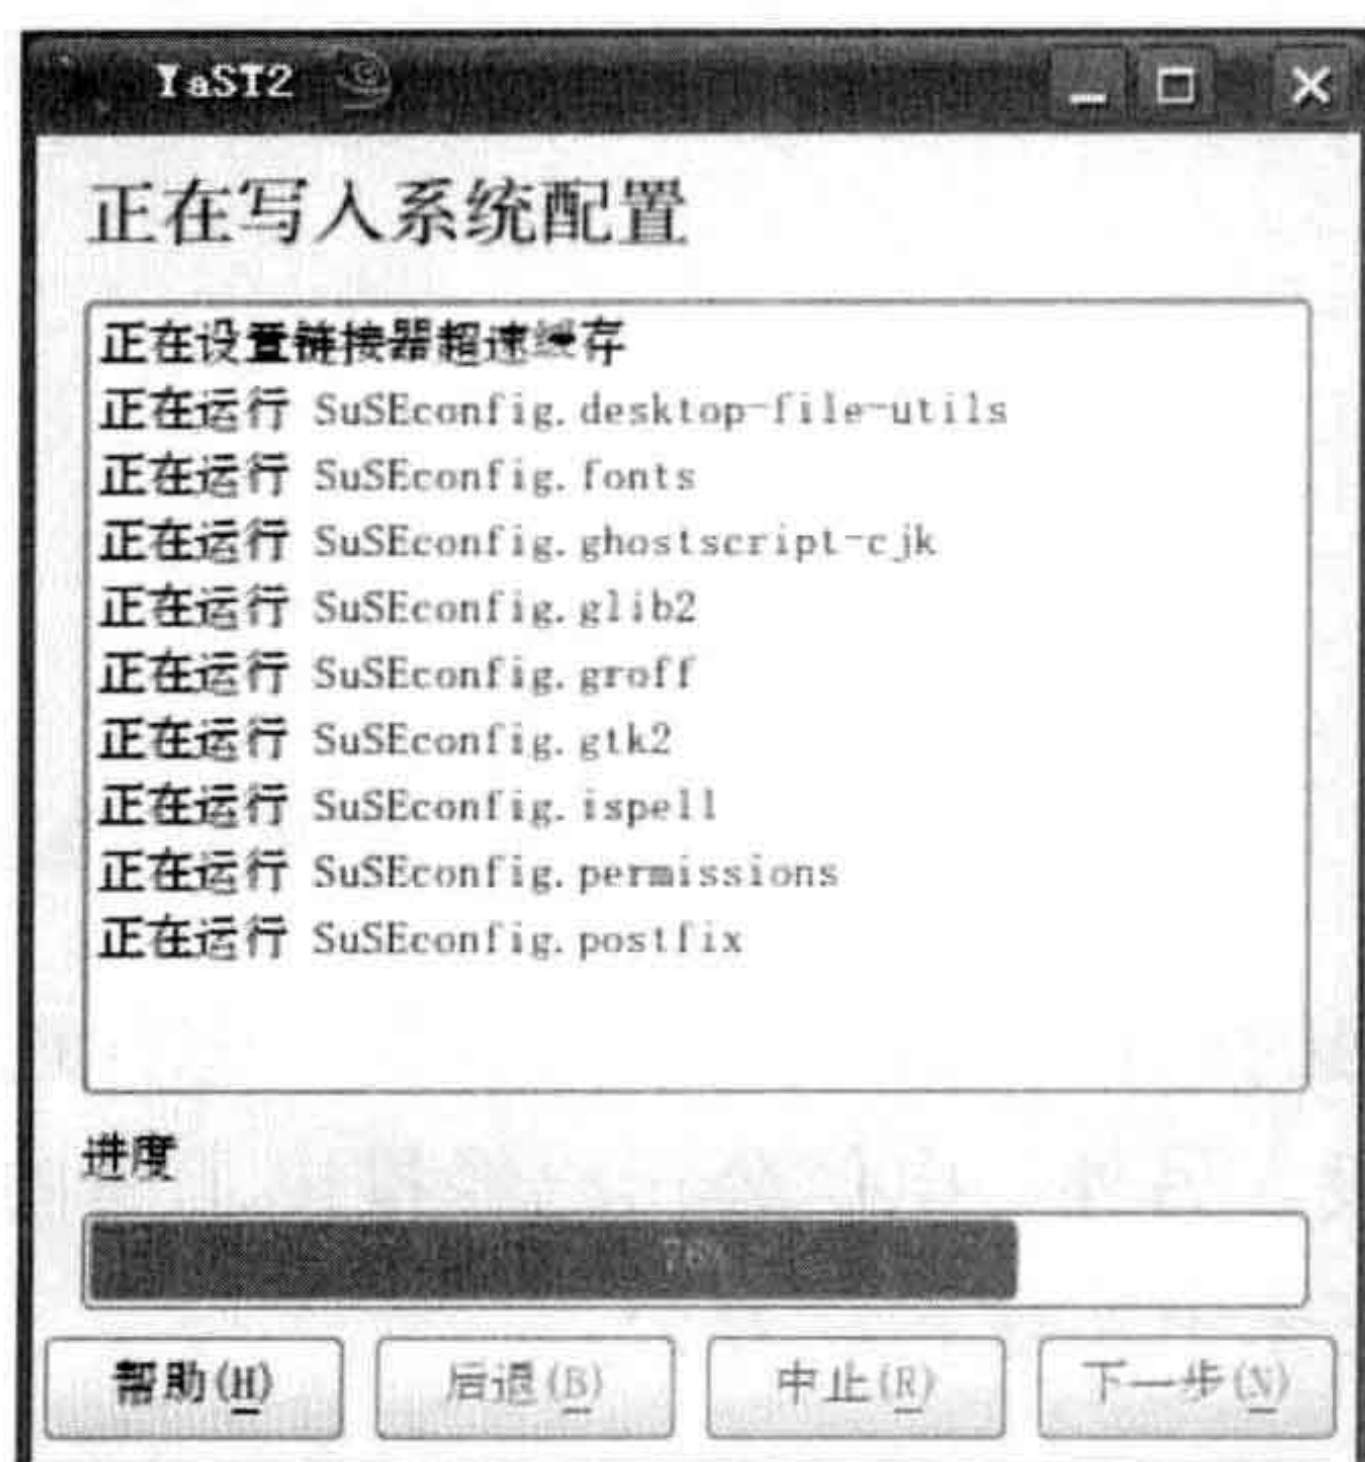 YaST2
正在写入系统配置
正在设置链接器超速缓存
正在运行 SuSEconfig.desktop-file-utils
正在运行 SuSEconfig.fonts
正在运行 SuSEconfig.ghostscript-cjk
正在运行 SuSEconfig.glib2
正在运行 SuSEconfig.groff
正在运行 SuSEconfig.gtk2
正在运行 SuSEconfig.ispell
正在运行 SuSEconfig.permissions
正在运行 SuSEconfig.postfix
进度
帮助(H) 后退(B) 中止(R) 下一步(N)